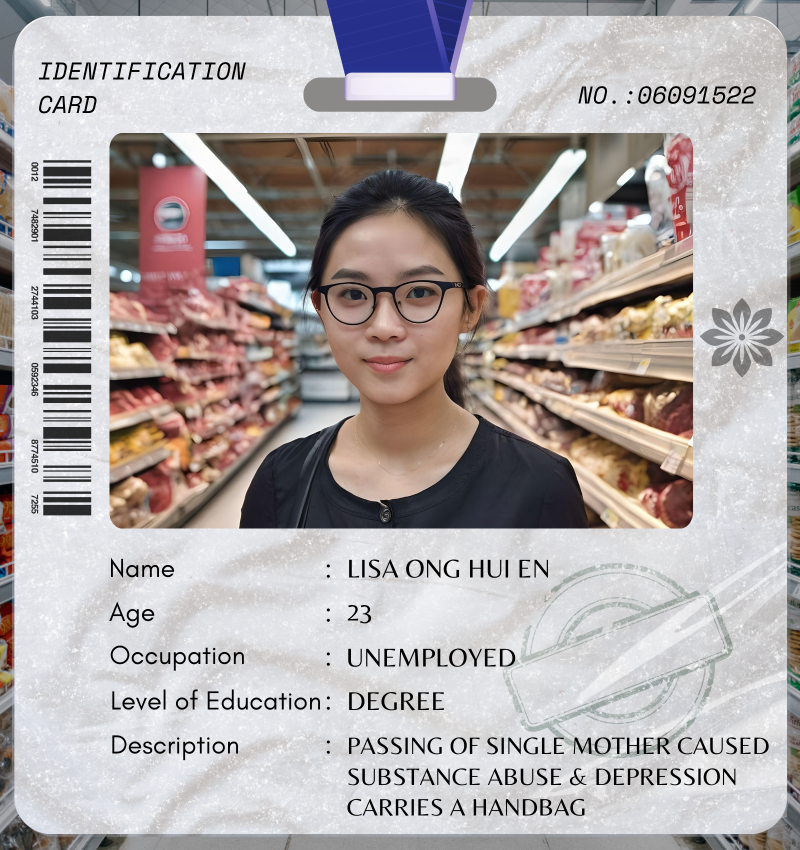 IDENTIFICATION
CARD
NO.:06091522
0012
7482901
2744103
0592346
8774510
7255
Name : LISA ONG HUI EN
Age : 23
Occupation : UNEMPLOYED
Level of Education : DEGREE
Description : PASSING OF SINGLE MOTHER CAUSED
SUBSTANCE ABUSE & DEPRESSION
CARRIES A HANDBAG